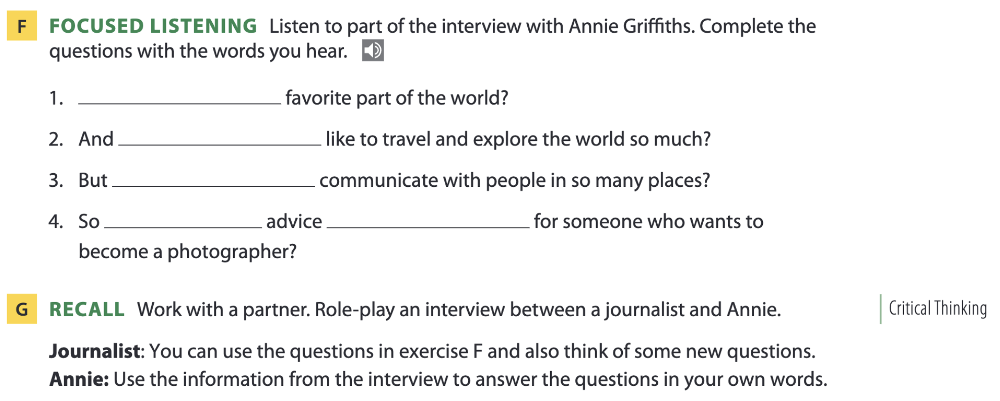 F FOCUSED LISTENING Listen to part of the interview with Annie Griffiths. Complete the
questions with the words you hear.
1. ____________________ favorite part of the world?
2. And ____________________ like to travel and explore the world so much?
3. But ____________________ communicate with people in so many places?
4. So ________________ advice ____________________ for someone who wants to
become a photographer?
G RECALL Work with a partner. Role-play an interview between a journalist and Annie.
Critical Thinking
Journalist: You can use the questions in exercise F and also think of some new questions.
Annie: Use the information from the interview to answer the questions in your own words.